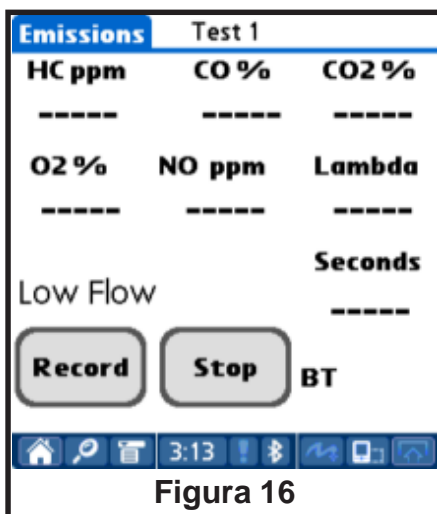 Emissions Test 1
HC ppm CO % CO2 %
----- ----- -----
O2 % NO ppm Lambda
----- ----- -----
Seconds
Low Flow
-----
Record Stop BT
3:13
Figura 16